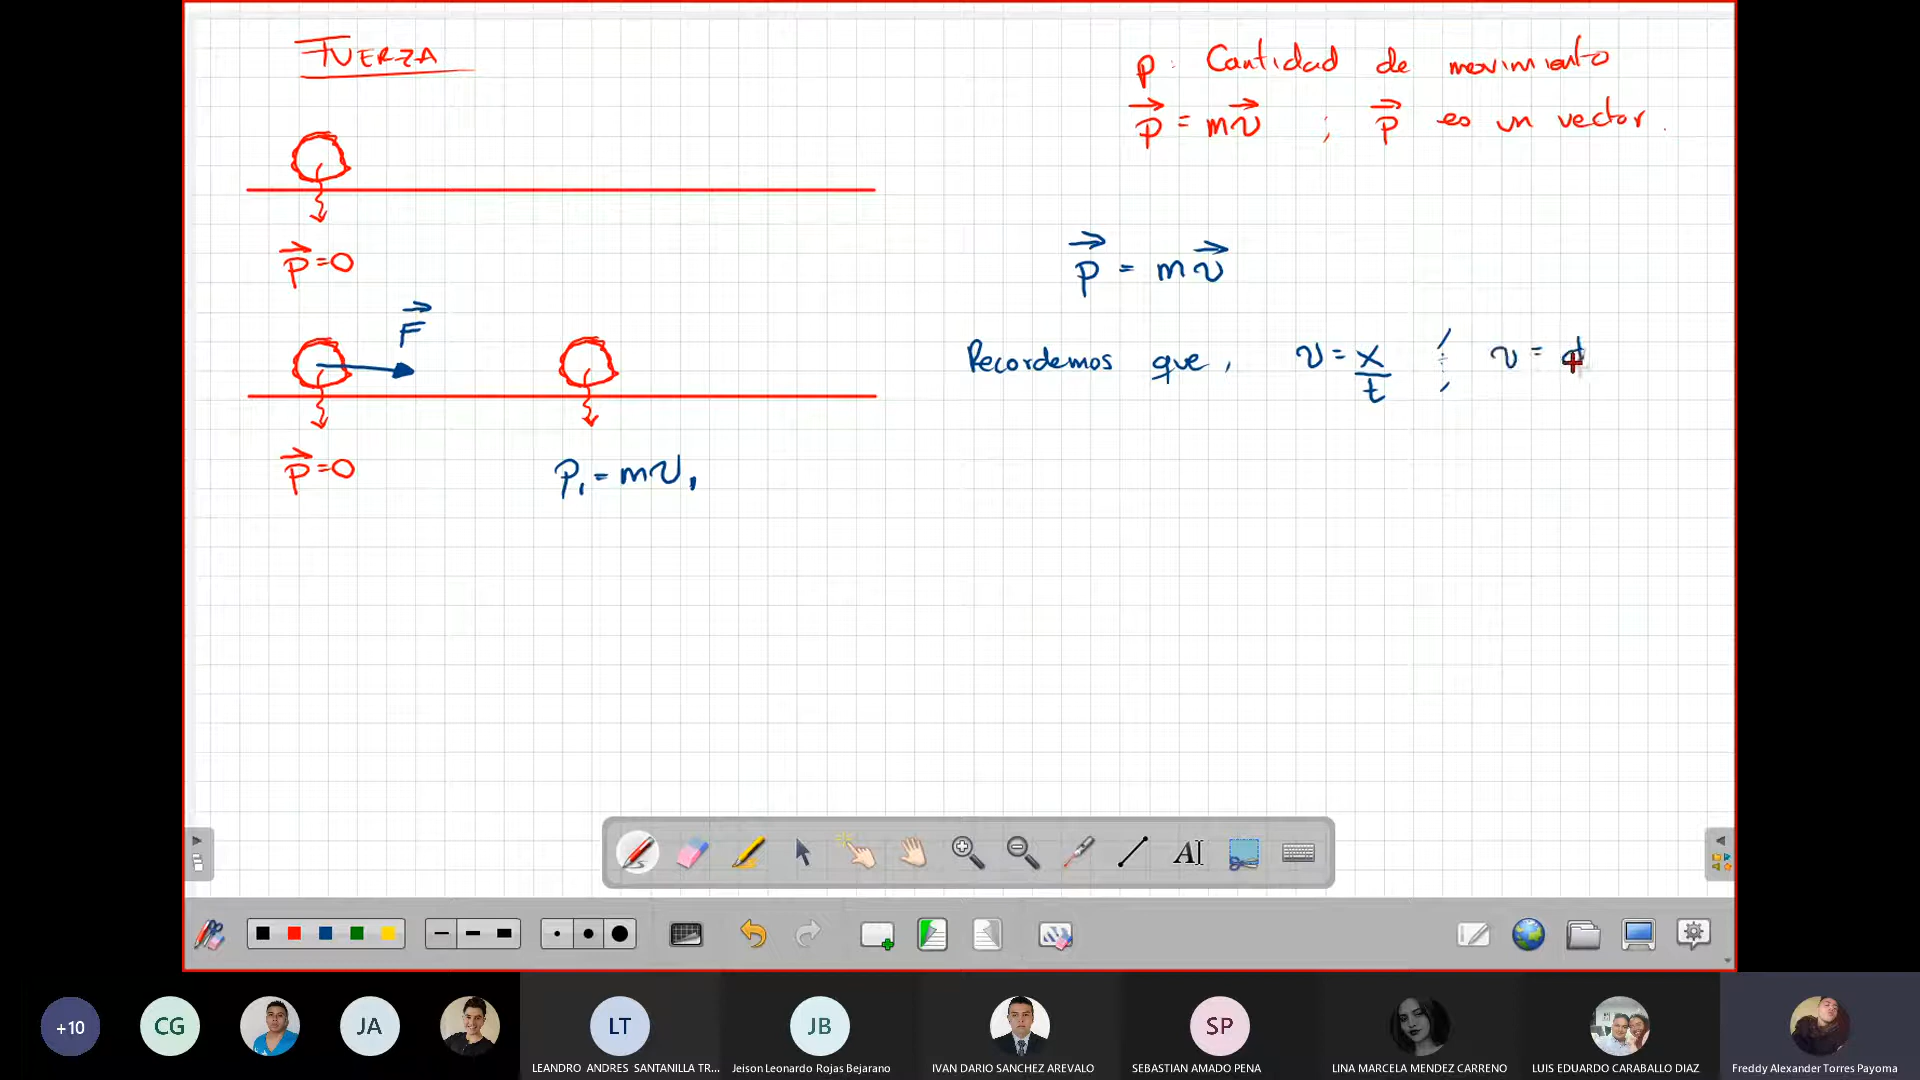 FUERZA
p: Cantidad de movimiento
p⃗ = mv⃗ ; p⃗ es un vector.
p⃗=0
p⃗ = mv⃗
F⃗
Recordemos que, v = x/t ; v = d
p⃗=0
p₁ = mv₁
AI
+10
CG
JA
LT
JB
SP
LEANDRO ANDRES SANTANILLA TR...
Jeison Leonardo Rojas Bejarano
IVAN DARIO SANCHEZ AREVALO
SEBASTIAN AMADO PENA
LINA MARCELA MENDEZ CARRENO
LUIS EDUARDO CARABALLO DIAZ
Freddy Alexander Torres Payoma